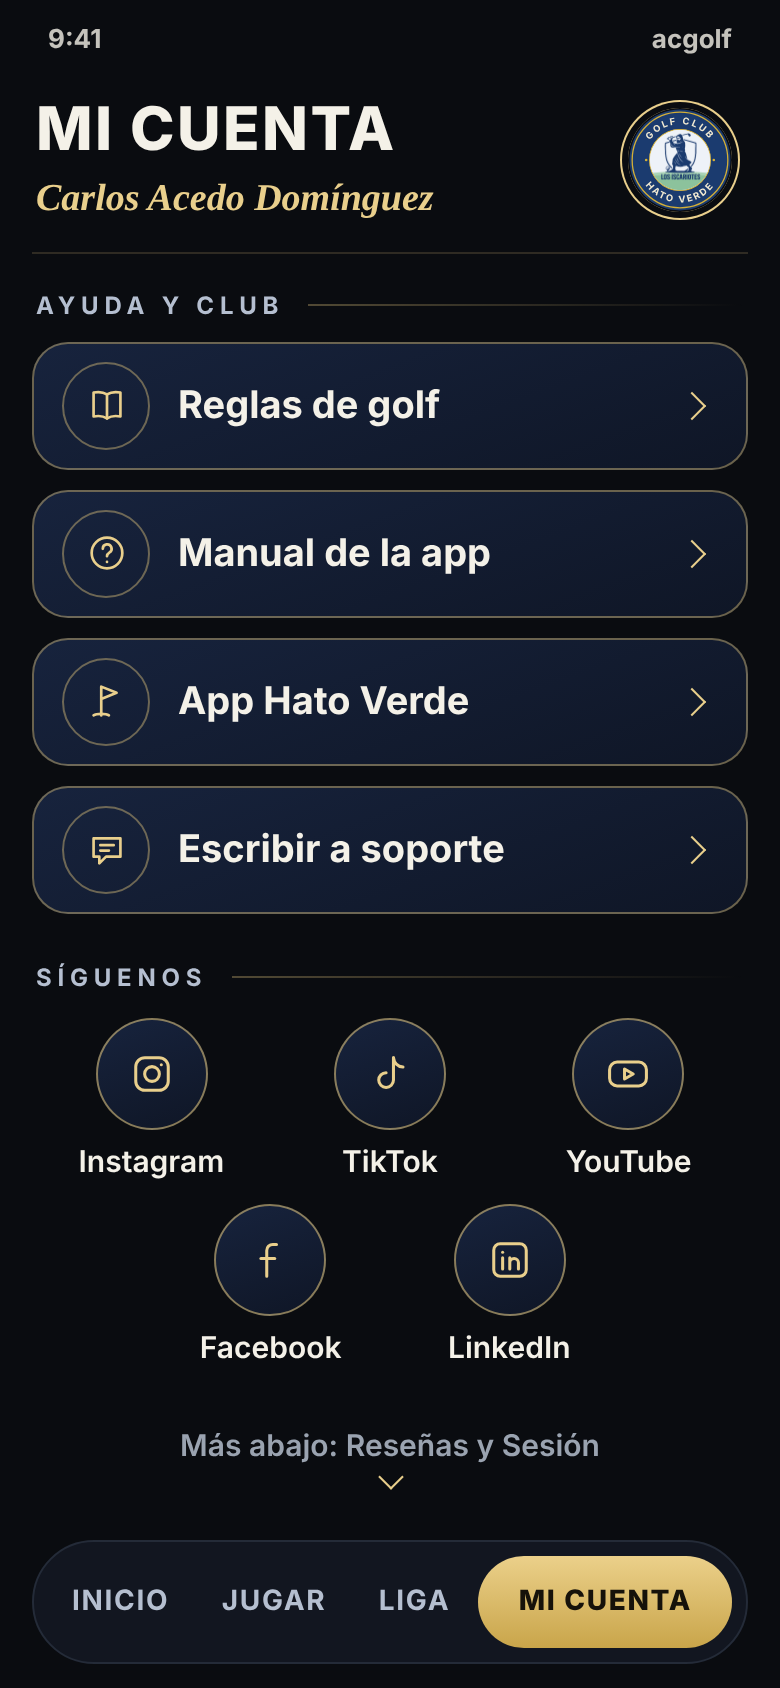 9:41
acgolf
MI CUENTA
Carlos Acedo Domínguez
GOLF CLUB
LOS ISCARIOTES
HATO VERDE
AYUDA Y CLUB
Reglas de golf
Manual de la app
App Hato Verde
Escribir a soporte
SÍGUENOS
Instagram
TikTok
YouTube
Facebook
LinkedIn
Más abajo: Reseñas y Sesión
INICIO
JUGAR
LIGA
MI CUENTA